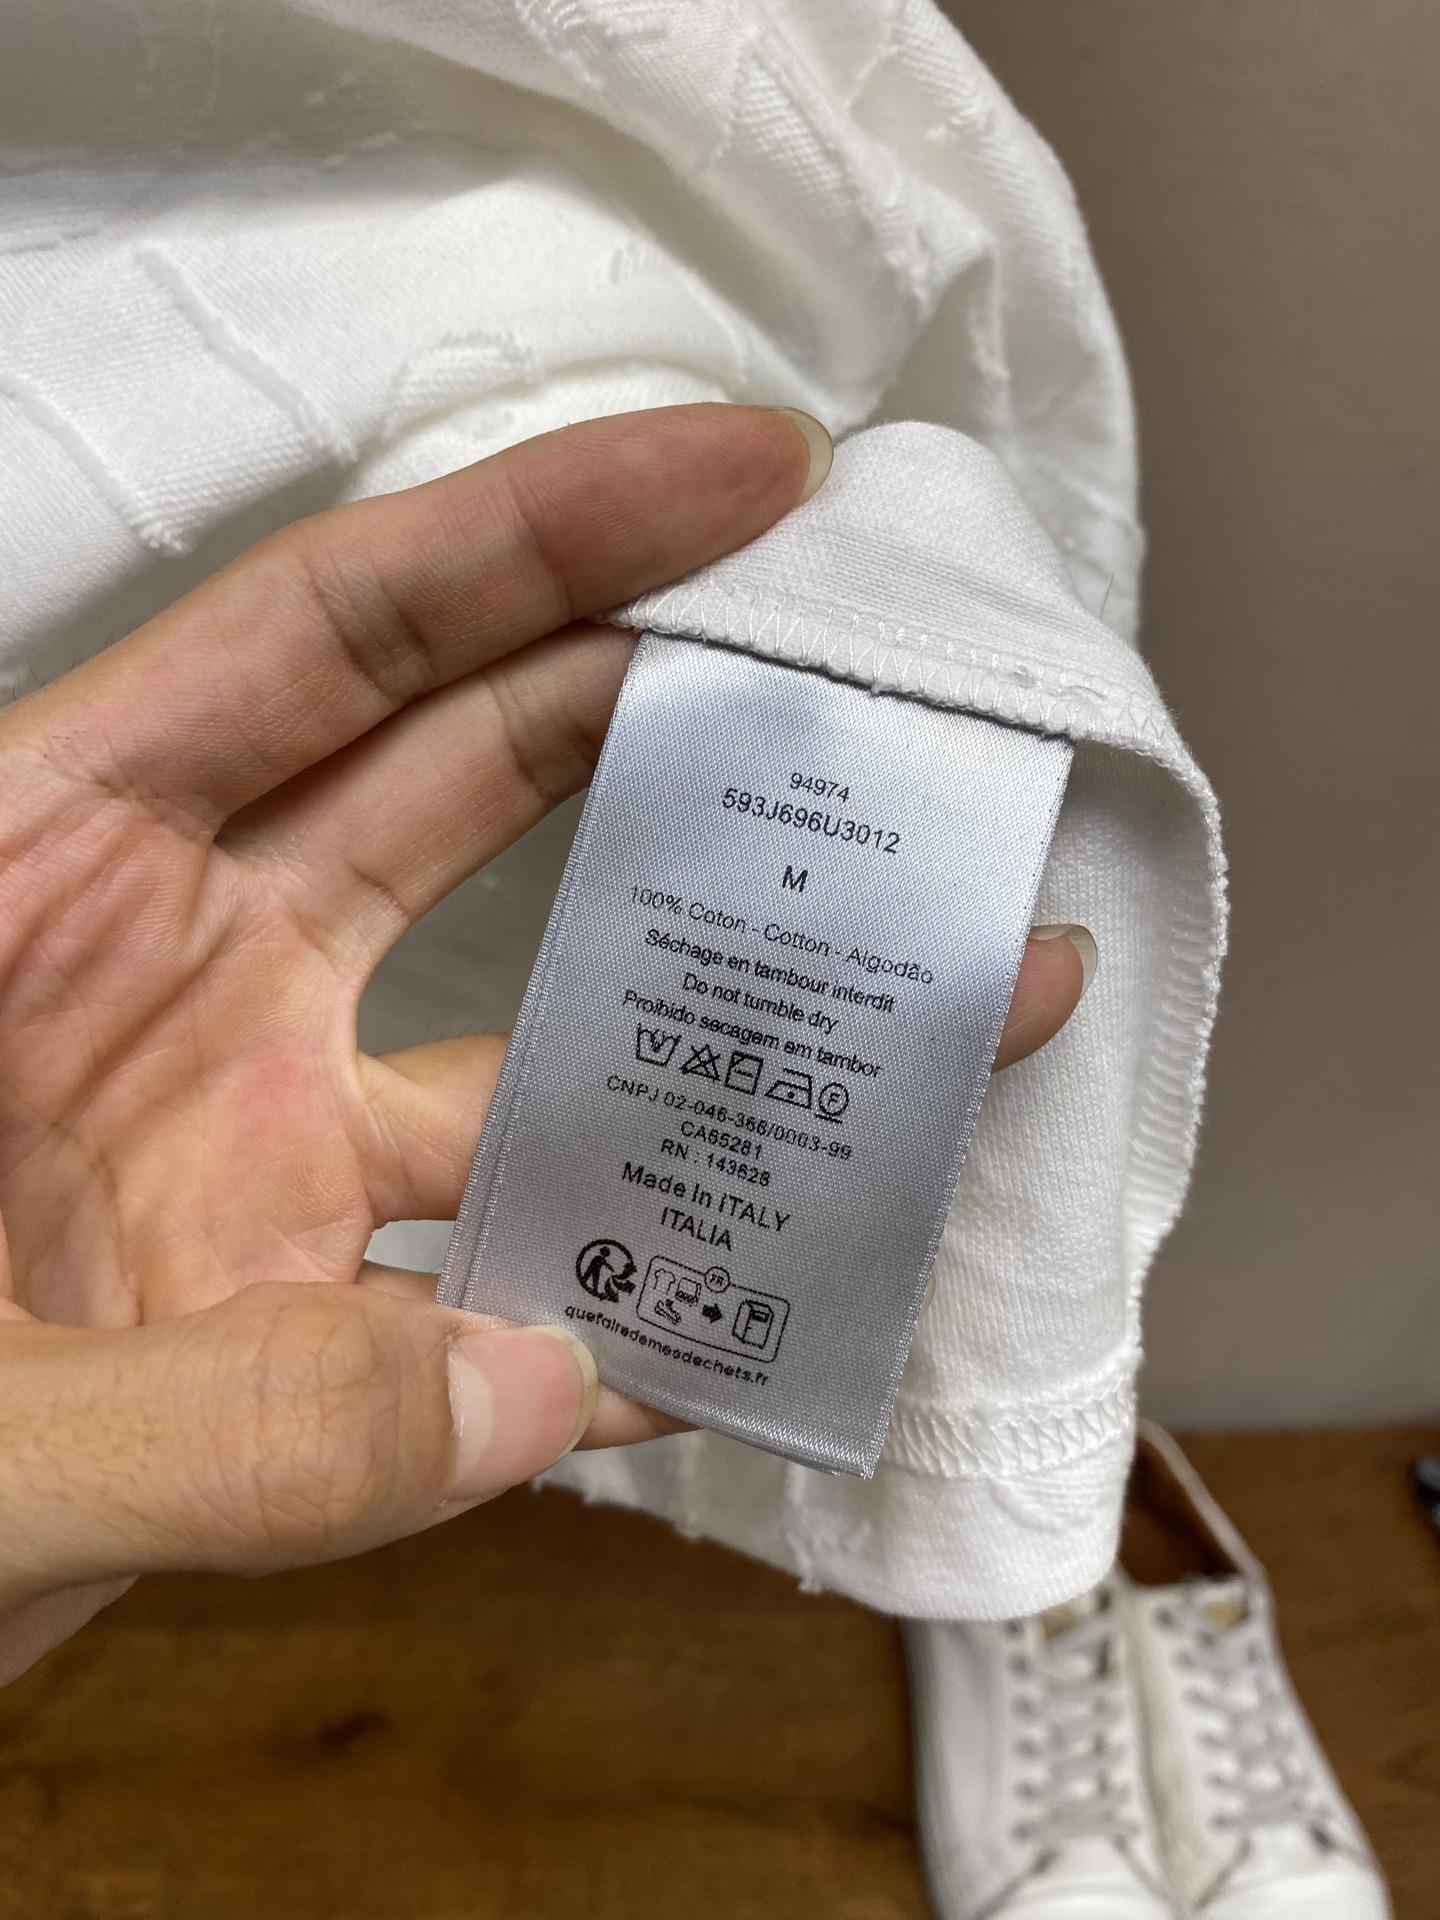 94974
593J696U3012
M
100% Coton - Cotton - Algodão
Séchage en tambour interdit
Do not tumble dry
Proibido secagem em tambor
F
CNPJ 02-046-366/0003-99
CA65281
RN : 143628
Made In ITALY
ITALIA
FR
quefairedemesdechets.fr